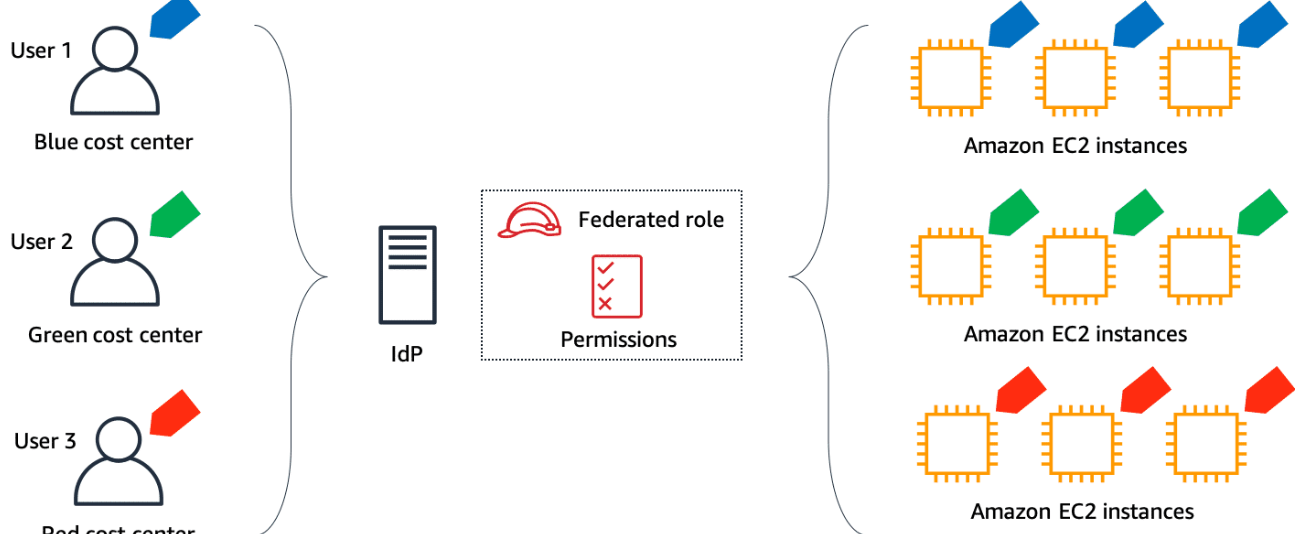 User 1
Blue cost center
Amazon EC2 instances
User 2
Green cost center
IdP
Federated role
Permissions
Amazon EC2 instances
User 3
Red cost center
Amazon EC2 instances